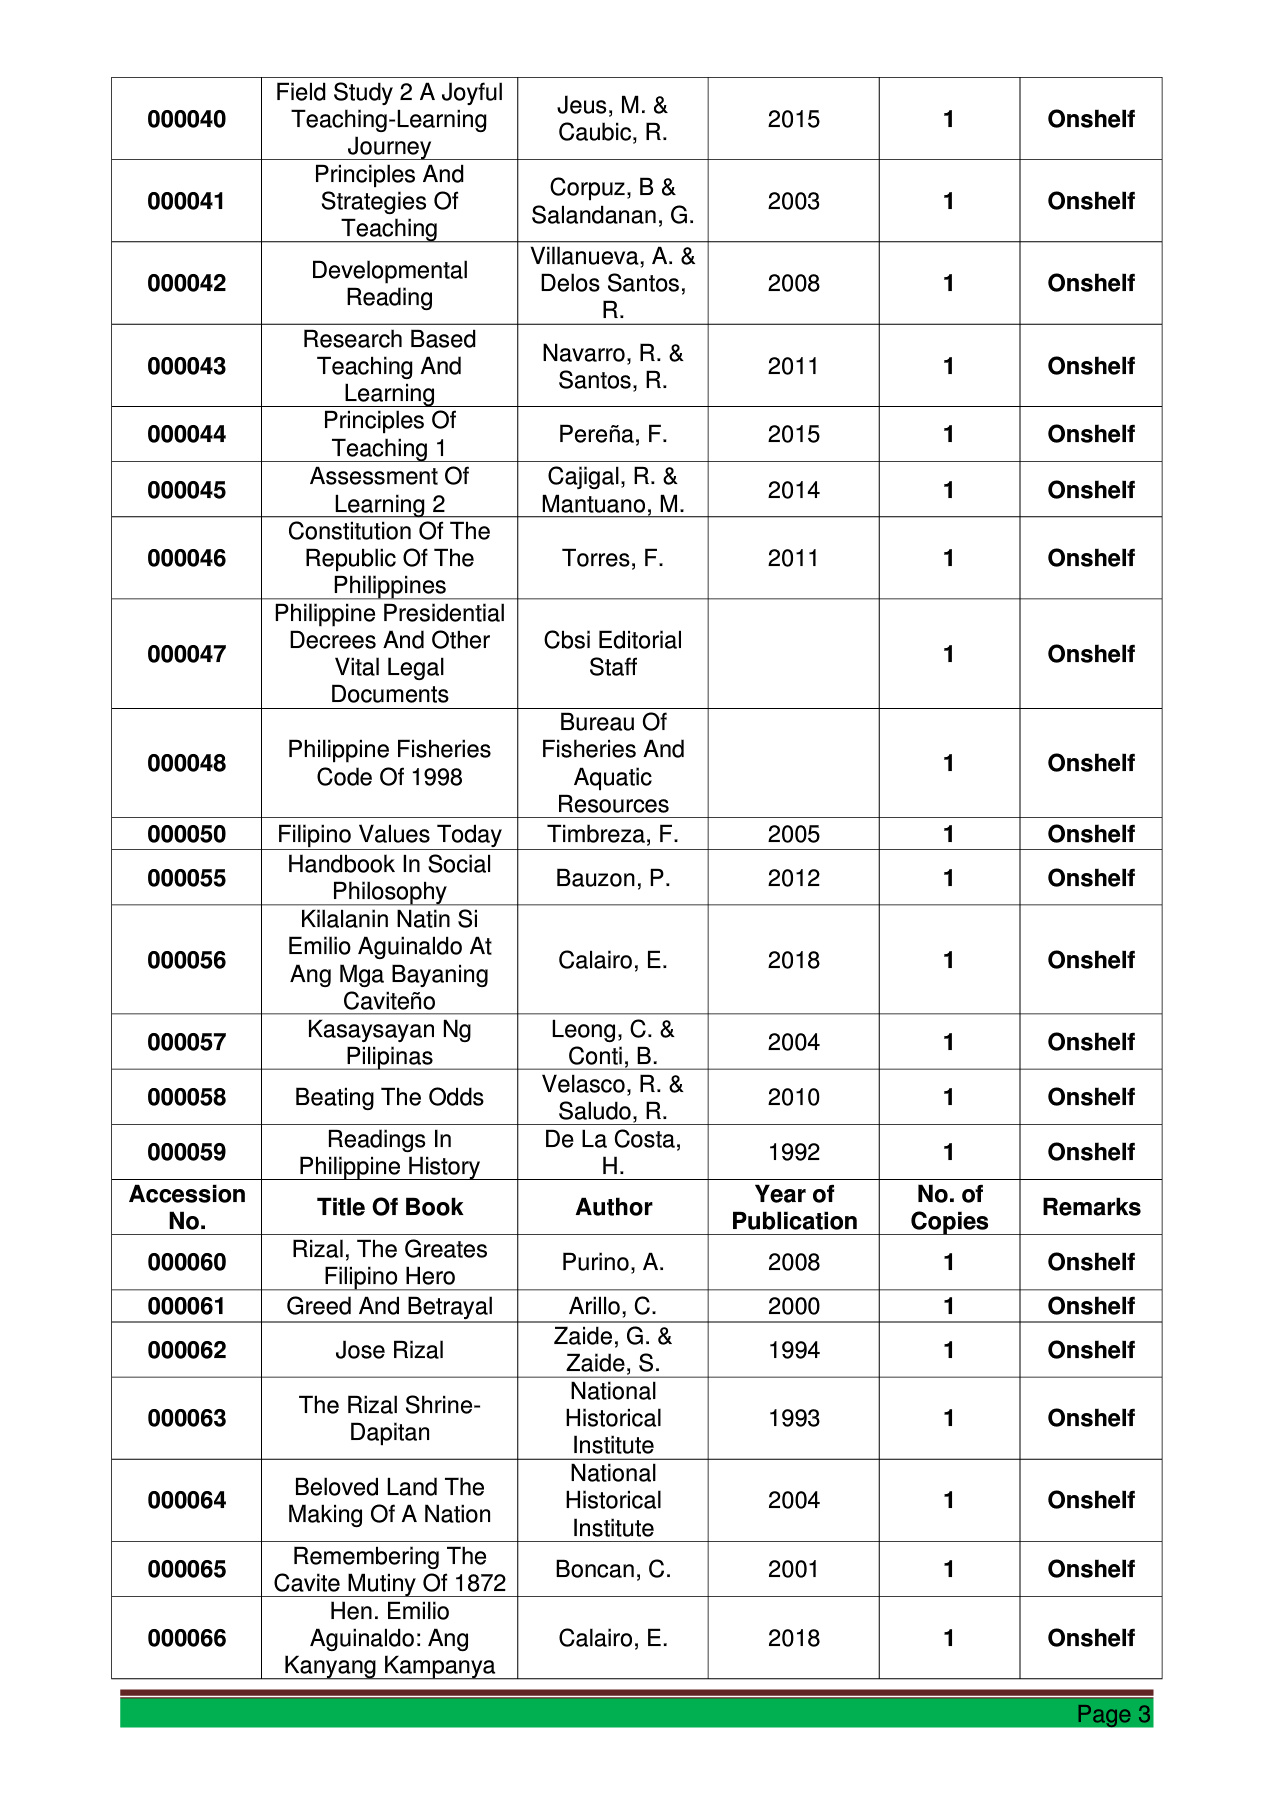 000040 Field Study 2 A Joyful Teaching-Learning Journey Jeus, M. & Caubic, R. 2015 1 Onshelf
000041 Principles And Strategies Of Teaching Corpuz, B & Salandanan, G. 2003 1 Onshelf
000042 Developmental Reading Villanueva, A. & Delos Santos, R. 2008 1 Onshelf
000043 Research Based Teaching And Learning Navarro, R. & Santos, R. 2011 1 Onshelf
000044 Principles Of Teaching 1 Pereña, F. 2015 1 Onshelf
000045 Assessment Of Learning 2 Cajigal, R. & Mantuano, M. 2014 1 Onshelf
000046 Constitution Of The Republic Of The Philippines Torres, F. 2011 1 Onshelf
000047 Philippine Presidential Decrees And Other Vital Legal Documents Cbsi Editorial Staff 1 Onshelf
000048 Philippine Fisheries Code Of 1998 Bureau Of Fisheries And Aquatic Resources 1 Onshelf
000050 Filipino Values Today Timbreza, F. 2005 1 Onshelf
000055 Handbook In Social Philosophy Bauzon, P. 2012 1 Onshelf
000056 Kilalanin Natin Si Emilio Aguinaldo At Ang Mga Bayaning Caviteño Calairo, E. 2018 1 Onshelf
000057 Kasaysayan Ng Pilipinas Leong, C. & Conti, B. 2004 1 Onshelf
000058 Beating The Odds Velasco, R. & Saludo, R. 2010 1 Onshelf
000059 Readings In Philippine History De La Costa, H. 1992 1 Onshelf
Accession No. Title Of Book Author Year of Publication No. of Copies Remarks
000060 Rizal, The Greates Filipino Hero Purino, A. 2008 1 Onshelf
000061 Greed And Betrayal Arillo, C. 2000 1 Onshelf
000062 Jose Rizal Zaide, G. & Zaide, S. 1994 1 Onshelf
000063 The Rizal Shrine-Dapitan National Historical Institute 1993 1 Onshelf
000064 Beloved Land The Making Of A Nation National Historical Institute 2004 1 Onshelf
000065 Remembering The Cavite Mutiny Of 1872 Boncan, C. 2001 1 Onshelf
000066 Hen. Emilio Aguinaldo: Ang Kanyang Kampanya Calairo, E. 2018 1 Onshelf
Page 3